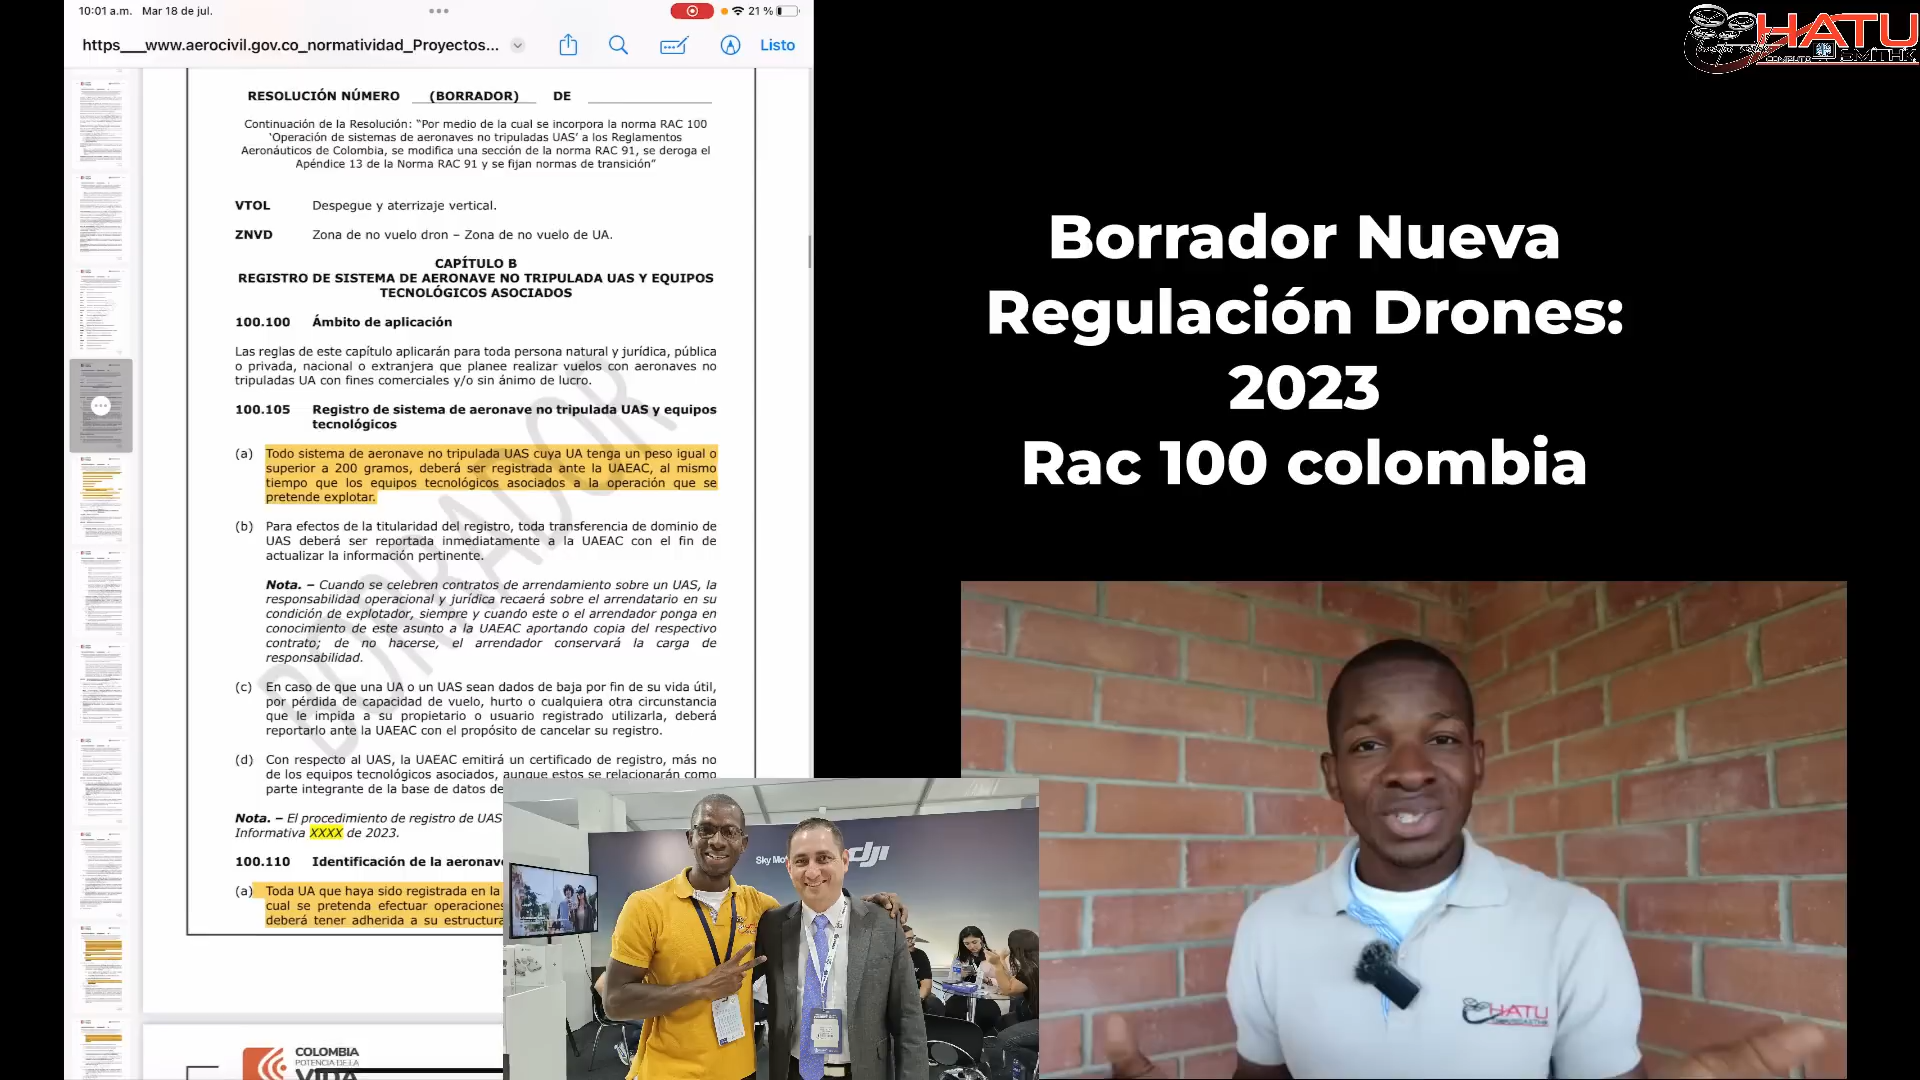 10:01 a.m.   Mar 18 de jul.
21 %
https___www.aerocivil.gov.co_normatividad_Proyectos...
Listo
RESOLUCIÓN NÚMERO (BORRADOR) DE
Continuación de la Resolución: "Por medio de la cual se incorpora la norma RAC 100
'Operación de sistemas de aeronaves no tripuladas UAS' a los Reglamentos
Aeronáuticos de Colombia, se modifica una sección de la norma RAC 91, se deroga el
Apéndice 13 de la Norma RAC 91 y se fijan normas de transición"
VTOL Despegue y aterrizaje vertical.
ZNVD Zona de no vuelo dron – Zona de no vuelo de UA.
CAPÍTULO B
REGISTRO DE SISTEMA DE AERONAVE NO TRIPULADA UAS Y EQUIPOS
TECNOLÓGICOS ASOCIADOS
100.100 Ámbito de aplicación
Las reglas de este capítulo aplicarán para toda persona natural y jurídica, pública
o privada, nacional o extranjera que planee realizar vuelos con aeronaves no
tripuladas UA con fines comerciales y/o sin ánimo de lucro.
100.105 Registro de sistema de aeronave no tripulada UAS y equipos
tecnológicos
(a) Todo sistema de aeronave no tripulada UAS cuya UA tenga un peso igual o
superior a 200 gramos, deberá ser registrada ante la UAEAC, al mismo
tiempo que los equipos tecnológicos asociados a la operación que se
pretende explotar.
(b) Para efectos de la titularidad del registro, toda transferencia de dominio de
UAS deberá ser reportada inmediatamente a la UAEAC con el fin de
actualizar la información pertinente.
Nota. – Cuando se celebren contratos de arrendamiento sobre un UAS, la
responsabilidad operacional y jurídica recaerá sobre el arrendatario en su
condición de explotador, siempre y cuando este o el arrendador ponga en
conocimiento de este asunto a la UAEAC aportando copia del respectivo
contrato; de no hacerse, el arrendador conservará la carga de
responsabilidad.
(c) En caso de que una UA o un UAS sean dados de baja por fin de su vida útil,
por pérdida de capacidad de vuelo, hurto o cualquiera otra circunstancia
que le impida a su propietario o usuario registrado utilizarla, deberá
reportarlo ante la UAEAC con el propósito de cancelar su registro.
(d) Con respecto al UAS, la UAEAC emitirá un certificado de registro, más no
de los equipos tecnológicos asociados, aunque estos se relacionarán como
parte integrante de la base de datos de
Nota. – El procedimiento de registro de UAS
Informativa XXXX de 2023.
100.110 Identificación de la aeronave
(a) Toda UA que haya sido registrada en la
cual se pretenda efectuar operaciones
deberá tener adherida a su estructura
BORRADOR
COLOMBIA
POTENCIA DE LA
VIDA
HATU
Borrador Nueva
Regulación Drones:
2023
Rac 100 colombia
dji
HATU